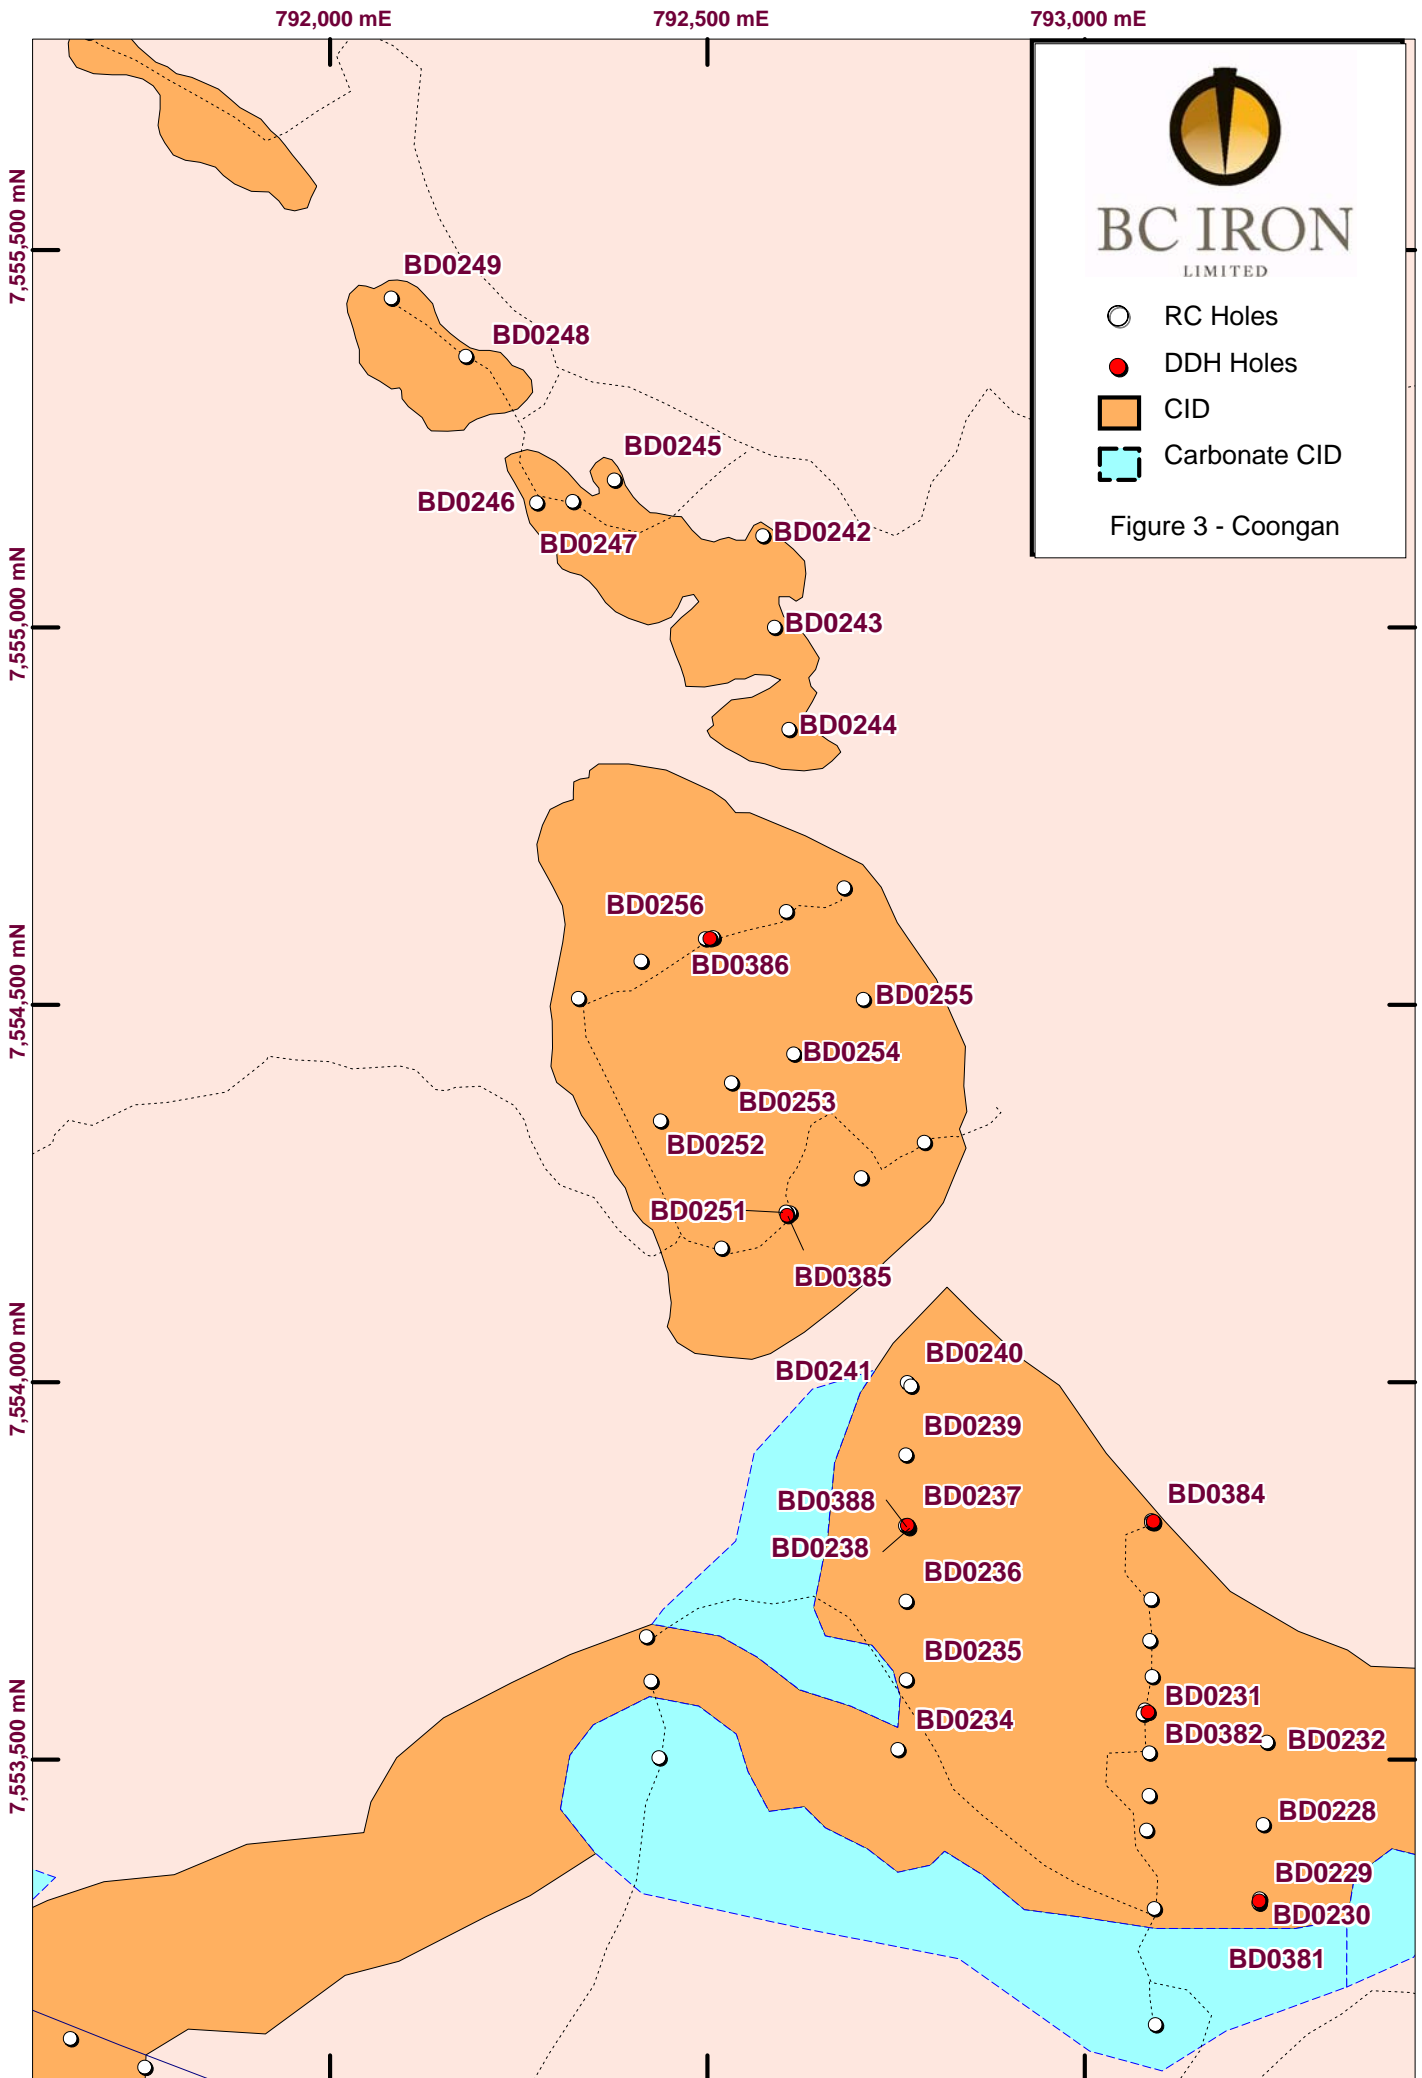 792,000 mE
792,500 mE
793,000 mE
BC IRON
LIMITED
RC Holes
DDH Holes
CID
Carbonate CID
Figure 3 - Coongan
7,555,500 mN
7,555,000 mN
7,554,500 mN
7,554,000 mN
7,553,500 mN
BD0249
BD0248
BD0245
BD0246
BD0247
BD0242
BD0243
BD0244
BD0256
BD0386
BD0255
BD0254
BD0253
BD0252
BD0251
BD0385
BD0240
BD0241
BD0239
BD0237
BD0388
BD0384
BD0238
BD0236
BD0235
BD0231
BD0234
BD0382
BD0232
BD0228
BD0229
BD0230
BD0381